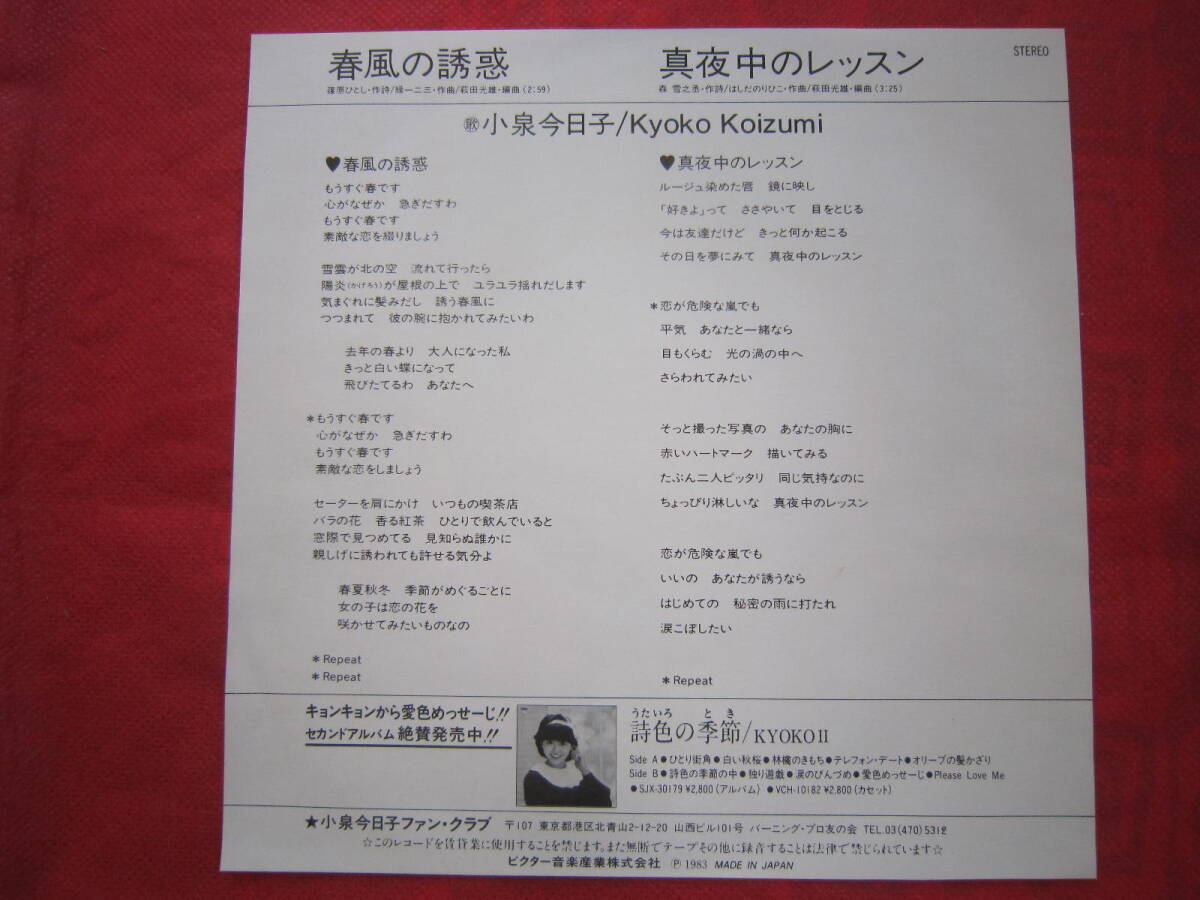 春風の誘惑
篠原ひとし・作詩/緑一二三・作曲/萩田光雄・編曲(2:59)
真夜中のレッスン
森 雪之丞・作詩/はしだのりひこ・作曲/萩田光雄・編曲(3:25)
STEREO
㊙小泉今日子/Kyoko Koizumi
♥春風の誘惑
もうすぐ春です
心がなぜか 急ぎだすわ
もうすぐ春です
素敵な恋を綴りましょう
雪雲が北の空 流れて行ったら
陽炎(かげろう)が屋根の上で ユラユラ揺れだします
気まぐれに髪みだし 誘う春風に
つつまれて 彼の腕に抱かれてみたいわ
去年の春より 大人になった私
きっと白い蝶になって
飛びたてるわ あなたへ
*もうすぐ春です
心がなぜか 急ぎだすわ
もうすぐ春です
素敵な恋をしましょう
セーターを肩にかけ いつもの喫茶店
バラの花 香る紅茶 ひとりで飲んでいると
窓際で見つめてる 見知らぬ誰かに
親しげに誘われても許せる気分よ
春夏秋冬 季節がめぐるごとに
女の子は恋の花を
咲かせてみたいものなの
*Repeat
*Repeat
♥真夜中のレッスン
ルージュ染めた唇 鏡に映し
「好きよ」って ささやいて 目をとじる
今は友達だけど きっと何か起こる
その日を夢にみて 真夜中のレッスン
*恋が危険な嵐でも
平気 あなたと一緒なら
目もくらむ 光の渦の中へ
さらわれてみたい
そっと撮った写真の あなたの胸に
赤いハートマーク 描いてみる
たぶん二人ピッタリ 同じ気持なのに
ちょっぴり淋しいな 真夜中のレッスン
恋が危険な嵐でも
いいの あなたが誘うなら
はじめての 秘密の雨に打たれ
涙こぼしたい
*Repeat
キョンキョンから愛色めっせーじ!!
セカンドアルバム絶賛発売中!!
うたいろ とき
詩色の季節/KYOKO II
Side A●ひとり街角●白い秋桜●林檎のきもち●テレフォン・デート●オリーブの髪かざり
Side B●詩色の季節の中●独り遊戯●涙のびんづめ●愛色めっせーじ●Please Love Me
●SJX-30179 ¥2,800(アルバム) ●VCH-10182 ¥2,800(カセット)
★小泉今日子ファン・クラブ 〒107 東京都港区北青山2-12-20 山西ビル101号 バーニング・プロ友の会 TEL.03(470)5312
☆このレコードを賃貸業に使用することを禁じます。また無断でテープその他に録音することは法律で禁じられています☆
ビクター音楽産業株式会社 Ⓟ1983 MADE IN JAPAN